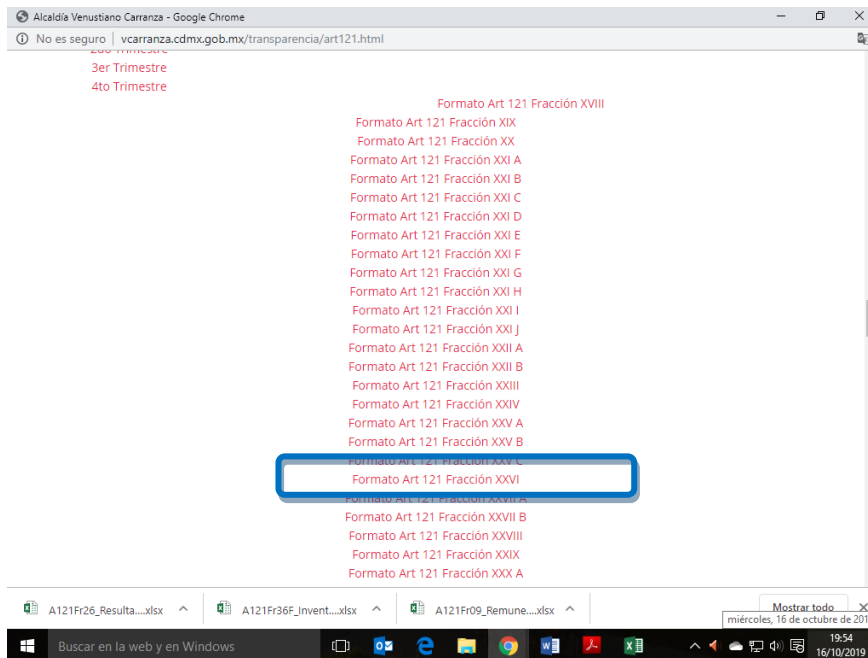 Alcaldía Venustiano Carranza - Google Chrome
No es seguro | vcarranza.cdmx.gob.mx/transparencia/art121.html
2do Trimestre
3er Trimestre
4to Trimestre
Formato Art 121 Fracción XVIII
Formato Art 121 Fracción XIX
Formato Art 121 Fracción XX
Formato Art 121 Fracción XXI A
Formato Art 121 Fracción XXI B
Formato Art 121 Fracción XXI C
Formato Art 121 Fracción XXI D
Formato Art 121 Fracción XXI E
Formato Art 121 Fracción XXI F
Formato Art 121 Fracción XXI G
Formato Art 121 Fracción XXI H
Formato Art 121 Fracción XXI I
Formato Art 121 Fracción XXI J
Formato Art 121 Fracción XXII A
Formato Art 121 Fracción XXII B
Formato Art 121 Fracción XXIII
Formato Art 121 Fracción XXIV
Formato Art 121 Fracción XXV A
Formato Art 121 Fracción XXV B
Formato Art 121 Fracción XXV C
Formato Art 121 Fracción XXVI
Formato Art 121 Fracción XXVII A
Formato Art 121 Fracción XXVII B
Formato Art 121 Fracción XXVIII
Formato Art 121 Fracción XXIX
Formato Art 121 Fracción XXX A
A121Fr26_Resulta....xlsx
A121Fr36F_Invent....xlsx
A121Fr09_Remune....xlsx
Mostrar todo
miércoles, 16 de octubre de 201
Buscar en la web y en Windows
19:54
16/10/2019